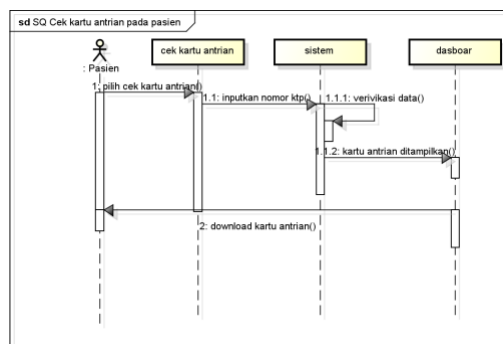 sd SQ Cek kartu antrian pada pasien
cek kartu antrian
sistem
dasboar
: Pasien
1: pilih cek kartu antrian()
1.1: inputkan nomor ktp()
1.1.1: verivikasi data()
1.1.2: kartu antrian ditampilkan()
2: download kartu antrian()